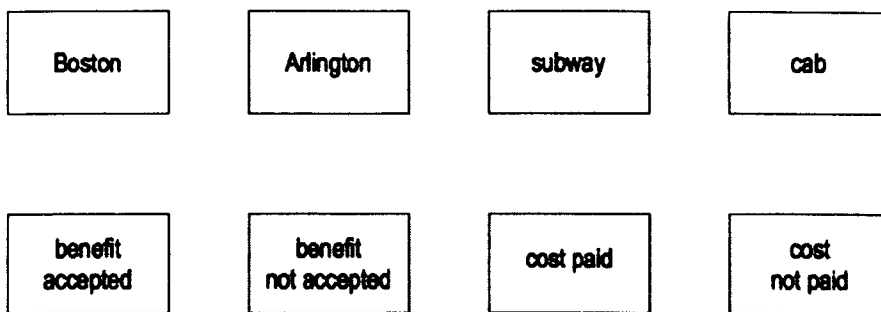 Boston
Arlington
subway
cab
benefit
accepted
benefit
not accepted
cost paid
cost
not paid